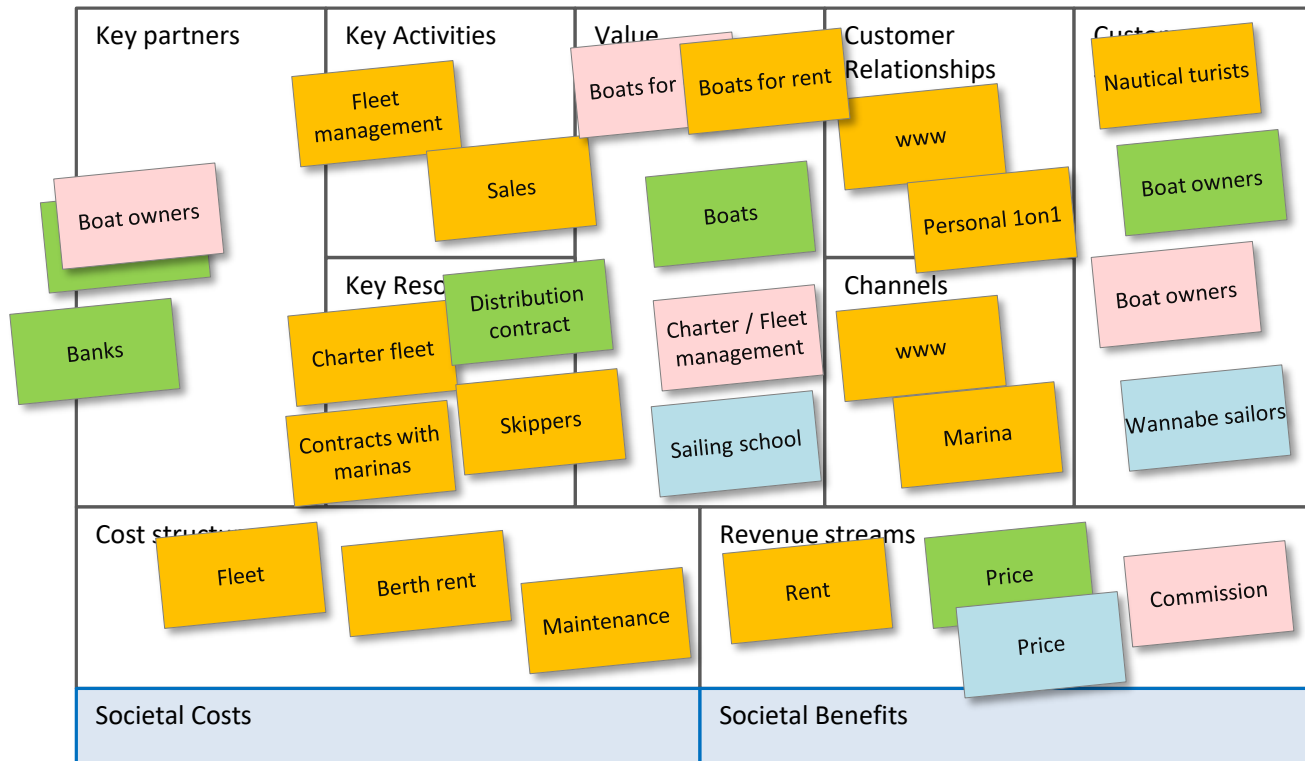 Key partners
Boat owners
Banks
Key Activities
Fleet
management
Sales
Key Reso
Distribution
contract
Charter fleet
Skippers
Contracts with
marinas
Value
Boats for
Boats for rent
Boats
Charter / Fleet
management
Sailing school
Customer
Relationships
www
Personal 1on1
Channels
www
Marina
Custo
Nautical turists
Boat owners
Boat owners
Wannabe sailors
Cost structu
Fleet
Berth rent
Maintenance
Revenue streams
Rent
Price
Price
Commission
Societal Costs
Societal Benefits